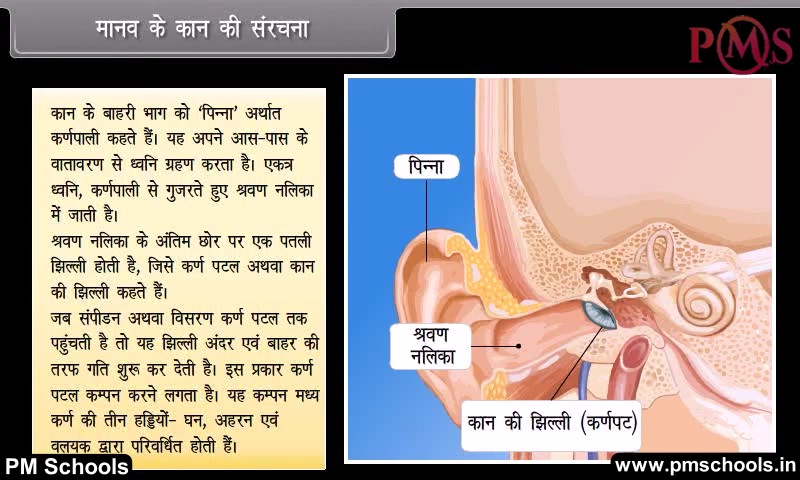 मानव के कान की संरचना
PMS
कान के बाहरी भाग को ‘पिन्ना’ अर्थात
कर्णपाली कहते हैं। यह अपने आस-पास के
वातावरण से ध्वनि ग्रहण करता है। एकत्र
ध्वनि, कर्णपाली से गुजरते हुए श्रवण नलिका
में जाती है।
श्रवण नलिका के अंतिम छोर पर एक पतली
झिल्ली होती है, जिसे कर्ण पटल अथवा कान
की झिल्ली कहते हैं।
जब संपीडन अथवा विसरण कर्ण पटल तक
पहुंचती है तो यह झिल्ली अंदर एवं बाहर की
तरफ गति शुरू कर देती है। इस प्रकार कर्ण
पटल कम्पन करने लगता है। यह कम्पन मध्य
कर्ण की तीन हड्डियों- घन, अहरन एवं
वलयक द्वारा परिवर्धित होती हैं।
पिन्ना
श्रवण
नलिका
कान की झिल्ली (कर्णपट)
PM Schools
www.pmschools.in